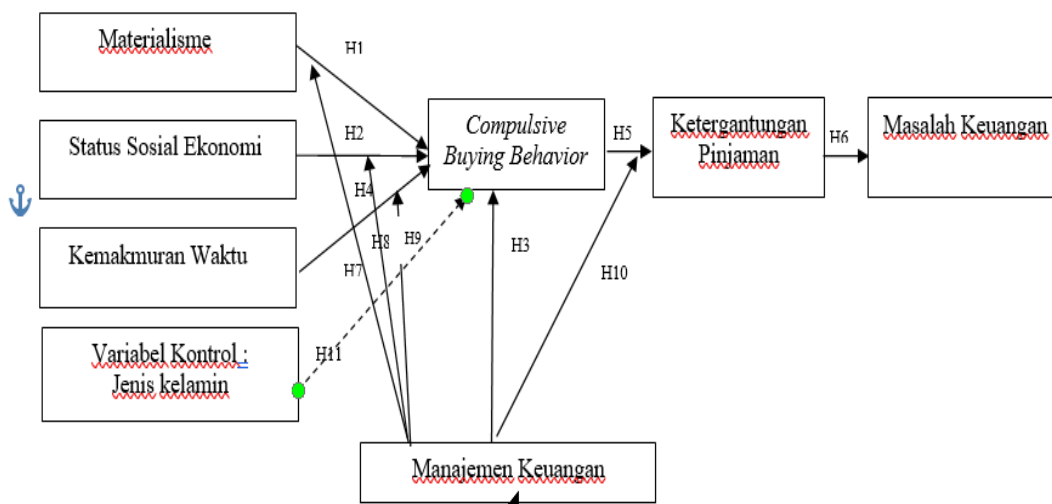 Materialisme
H1
Status Sosial Ekonomi
H2
Compulsive
Buying Behavior
H5
Ketergantungan
Pinjaman
H6
Masalah Keuangan
H4
Kemakmuran Waktu
H8
H9
H7
H3
H10
Variabel Kontrol :
Jenis kelamin
H11
Manajemen Keuangan